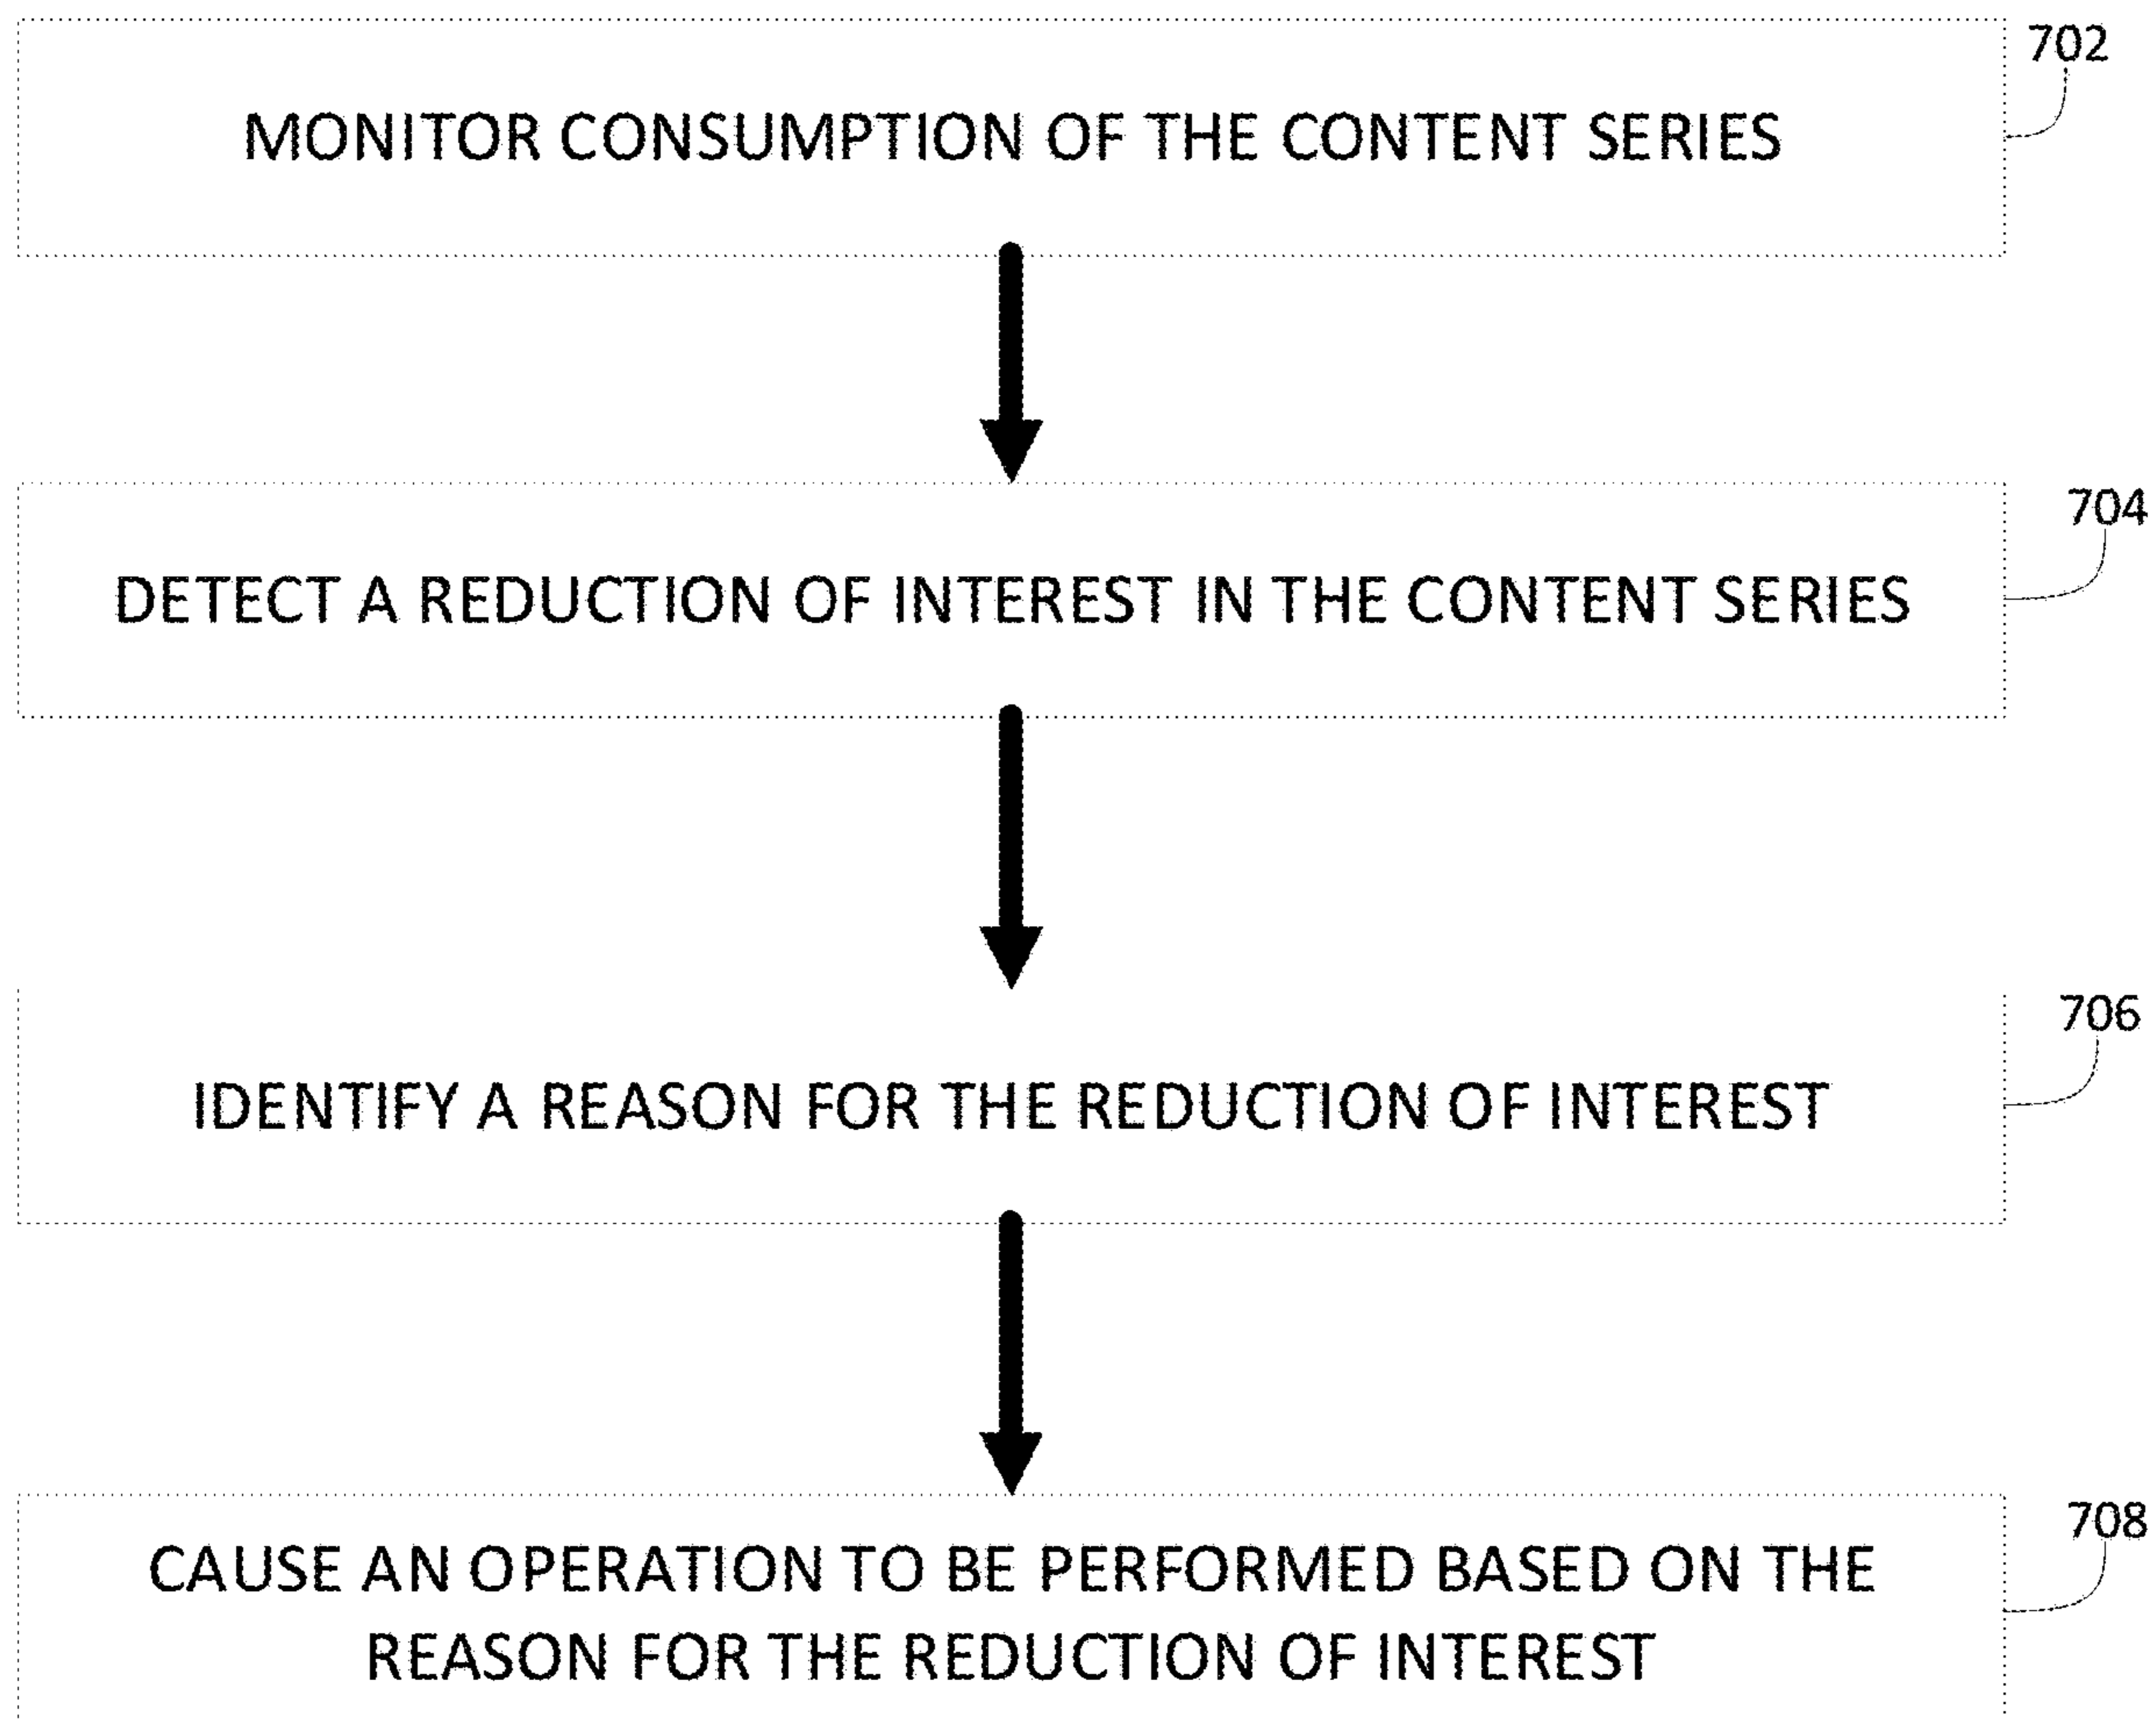 702
MONITOR CONSUMPTION OF THE CONTENT SERIES
704
DETECT A REDUCTION OF INTEREST IN THE CONTENT SERIES
706
IDENTIFY A REASON FOR THE REDUCTION OF INTEREST
708
CAUSE AN OPERATION TO BE PERFORMED BASED ON THE
REASON FOR THE REDUCTION OF INTEREST